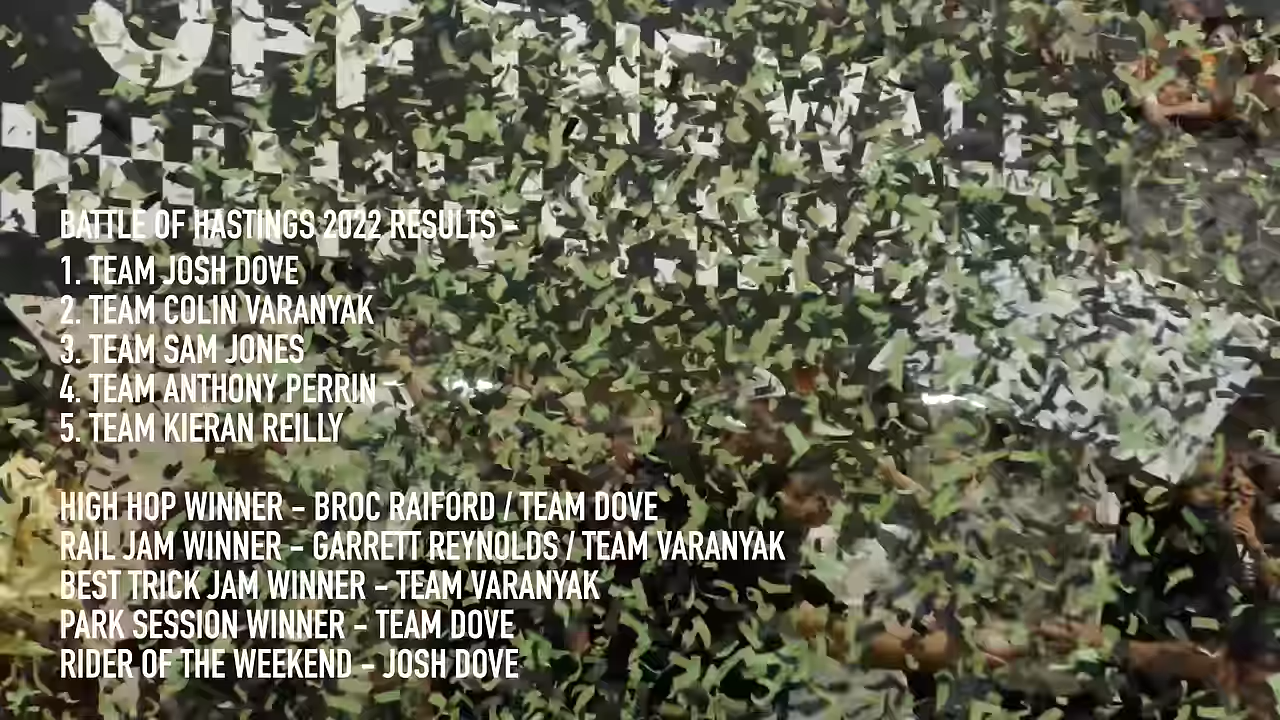 BATTLE OF HASTINGS 2022 RESULTS -
1. TEAM JOSH DOVE
2. TEAM COLIN VARANYAK
3. TEAM SAM JONES
4. TEAM ANTHONY PERRIN
5. TEAM KIERAN REILLY
HIGH HOP WINNER - BROC RAIFORD / TEAM DOVE
RAIL JAM WINNER - GARRETT REYNOLDS / TEAM VARANYAK
BEST TRICK JAM WINNER - TEAM VARANYAK
PARK SESSION WINNER - TEAM DOVE
RIDER OF THE WEEKEND - JOSH DOVE